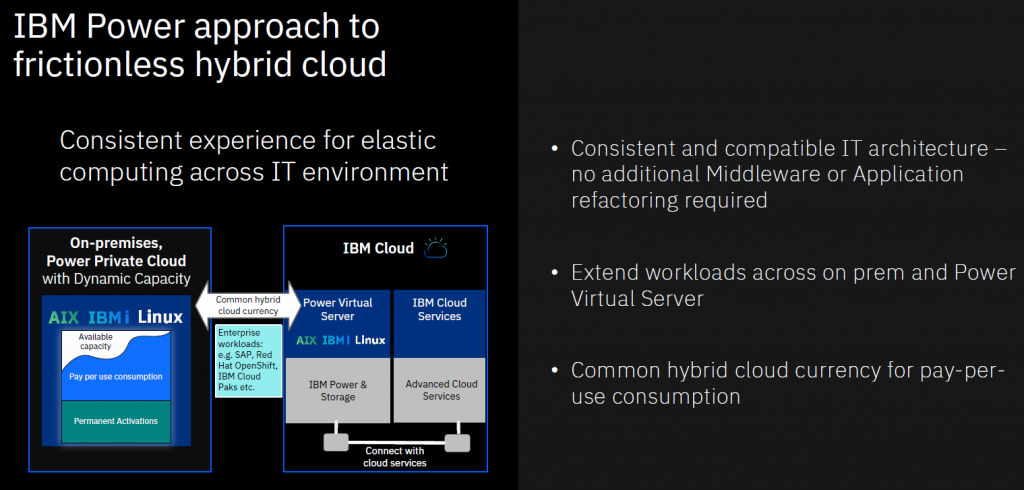 IBM Power approach to
frictionless hybrid cloud
Consistent experience for elastic
computing across IT environment
On-premises,
Power Private Cloud
with Dynamic Capacity
AIX IBM i Linux
Available
capacity
Pay per use consumption
Permanent Activations
Common hybrid
cloud currency
Enterprise
workloads:
e.g. SAP, Red
Hat OpenShift,
IBM Cloud
Paks etc.
IBM Cloud
Power Virtual
Server
AIX IBM i Linux
IBM Power &
Storage
IBM Cloud
Services
Advanced Cloud
Services
Connect with
cloud services
• Consistent and compatible IT architecture –
no additional Middleware or Application
refactoring required
• Extend workloads across on prem and Power
Virtual Server
• Common hybrid cloud currency for pay-per-
use consumption